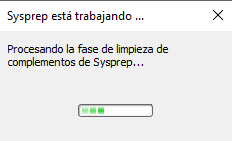 Sysprep está trabajando ...
Procesando la fase de limpieza de
complementos de Sysprep...